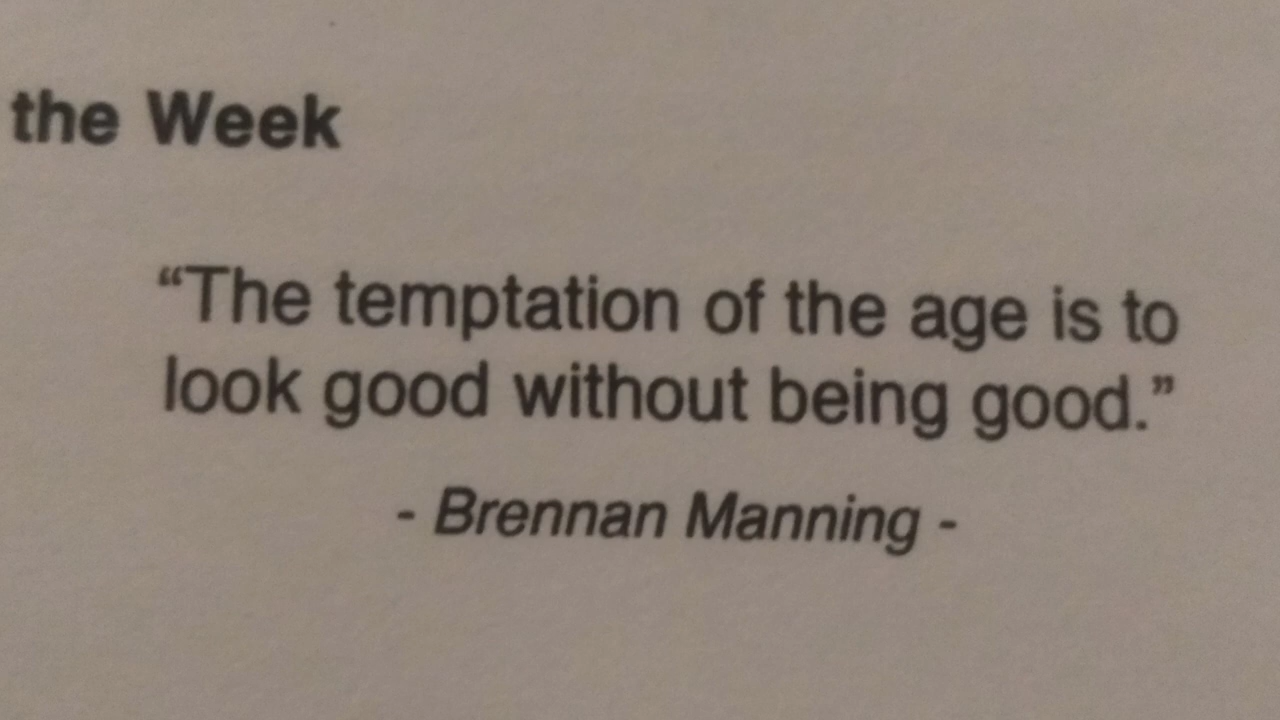 the Week
“The temptation of the age is to
look good without being good.”
- Brennan Manning -